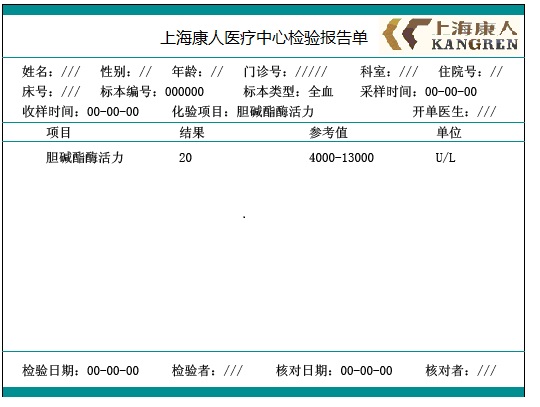 上海康人医疗中心检验报告单 上海康人
KANGREN
姓名：/// 性别：// 年龄：// 门诊号：///// 科室：/// 住院号：//
床号：/// 标本编号：000000 标本类型：全血 采样时间：00-00-00
收样时间：00-00-00 化验项目：胆碱酯酶活力 开单医生：///
项目 结果 参考值 单位
胆碱酯酶活力 20 4000-13000 U/L
检验日期：00-00-00 检验者：/// 核对日期：00-00-00 核对者：///